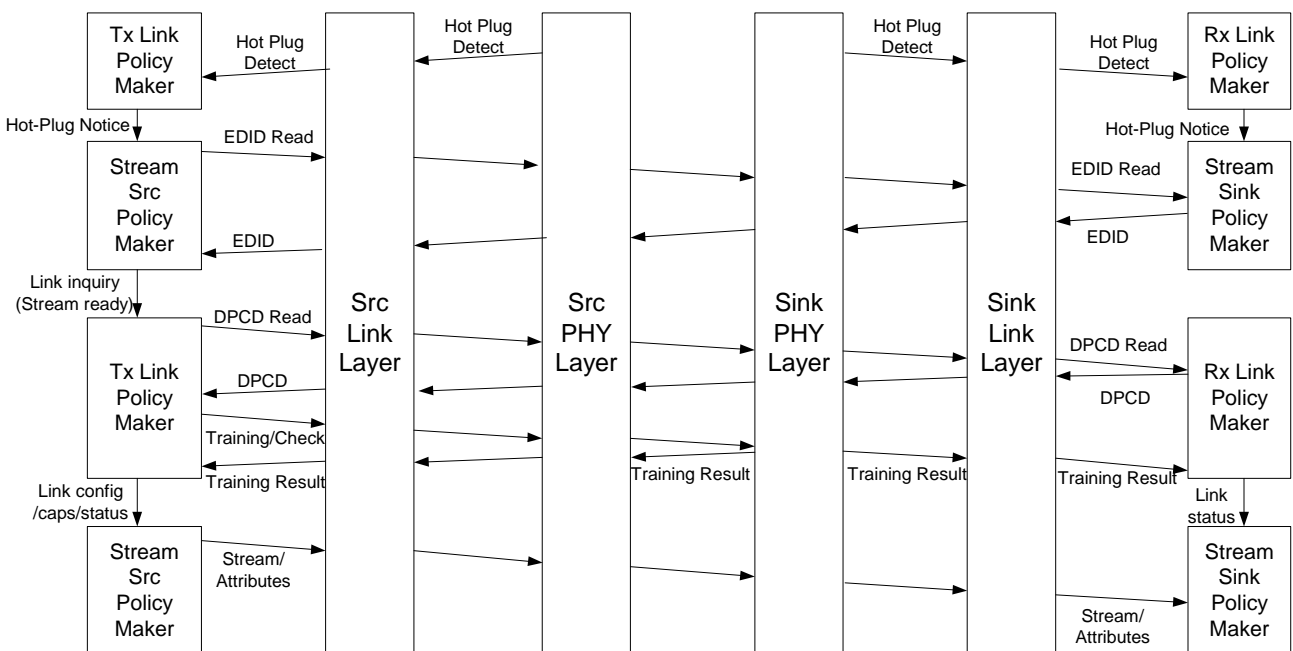 Tx Link
Policy
Maker
Hot Plug
Detect
Hot Plug
Detect
Hot Plug
Detect
Hot Plug
Detect
Rx Link
Policy
Maker
Hot-Plug Notice
Hot-Plug Notice
Stream
Src
Policy
Maker
EDID Read
EDID
EDID Read
EDID
Stream
Sink
Policy
Maker
Link inquiry
(Stream ready)
Src
Link
Layer
Src
PHY
Layer
Sink
PHY
Layer
Sink
Link
Layer
Tx Link
Policy
Maker
DPCD Read
DPCD
Training/Check
Training Result
Training Result
Training Result
Training Result
DPCD Read
DPCD
Rx Link
Policy
Maker
Link config
/caps/status
Link
status
Stream
Src
Policy
Maker
Stream/
Attributes
Stream/
Attributes
Stream
Sink
Policy
Maker